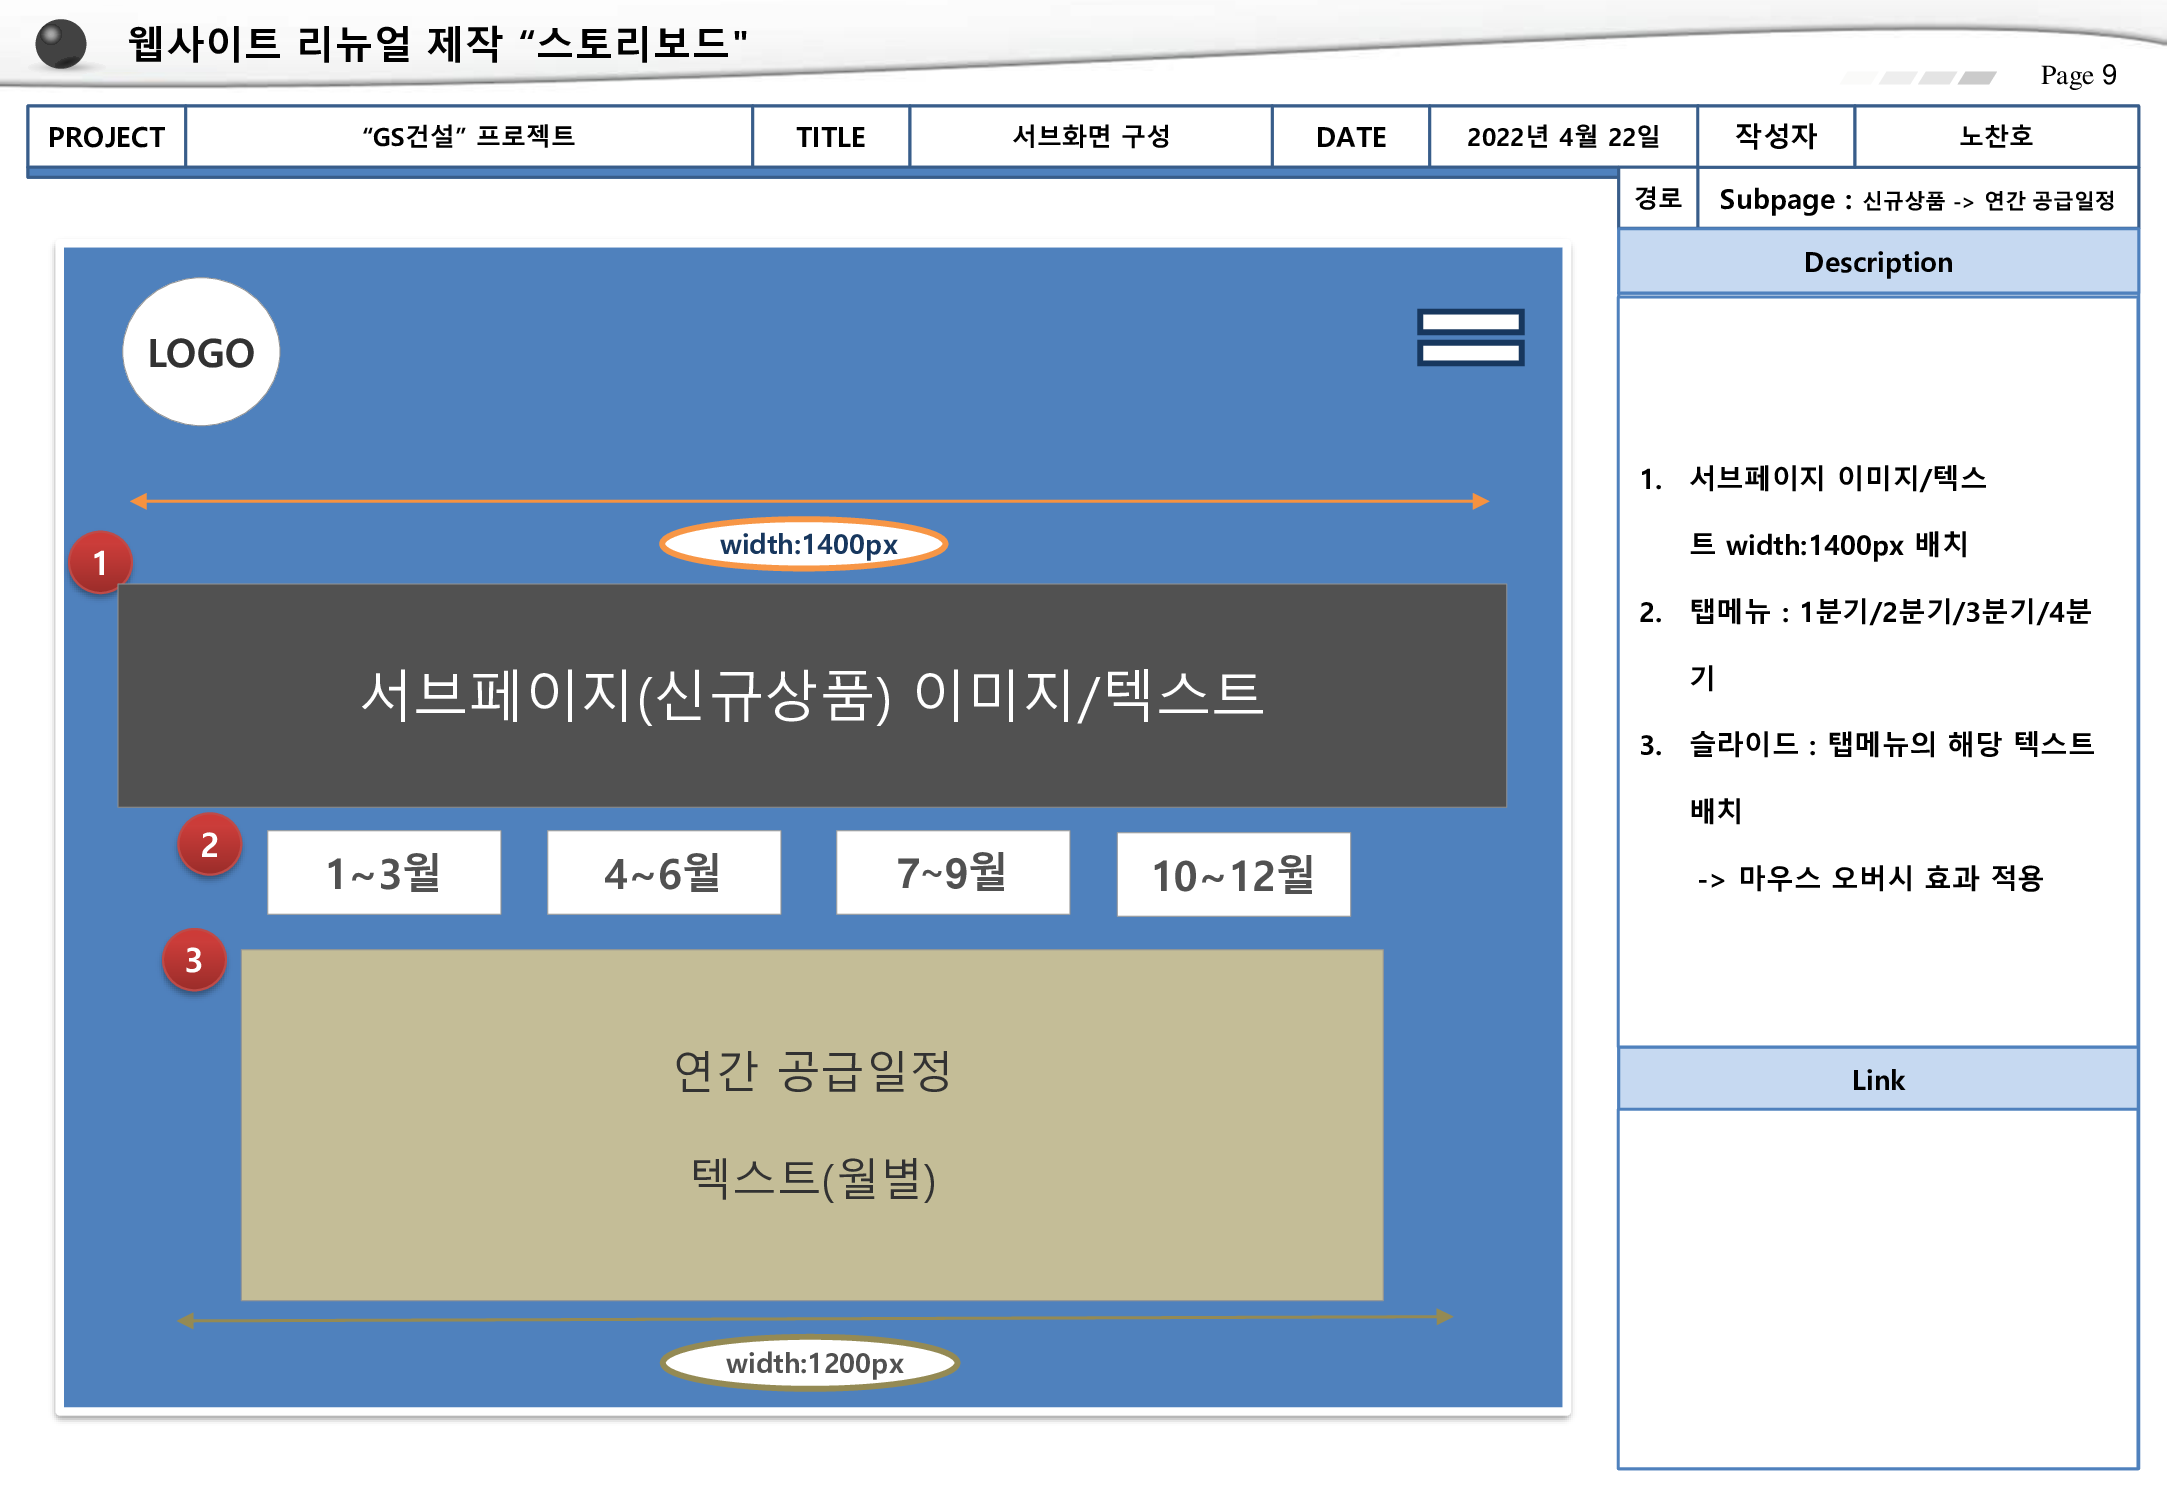 웹사이트 리뉴얼 제작 “스토리보드"
Page 9
PROJECT “GS건설” 프로젝트 TITLE 서브화면 구성 DATE 2022년 4월 22일 작성자 노찬호
경로 Subpage : 신규상품 -> 연간 공급일정
LOGO
width:1400px
1
서브페이지(신규상품) 이미지/텍스트
2
1~3월 4~6월 7~9월 10~12월
3
연간 공급일정
텍스트(월별)
width:1200px
Description
1. 서브페이지 이미지/텍스
트 width:1400px 배치
2. 탭메뉴 : 1분기/2분기/3분기/4분
기
3. 슬라이드 : 탭메뉴의 해당 텍스트
배치
-> 마우스 오버시 효과 적용
Link